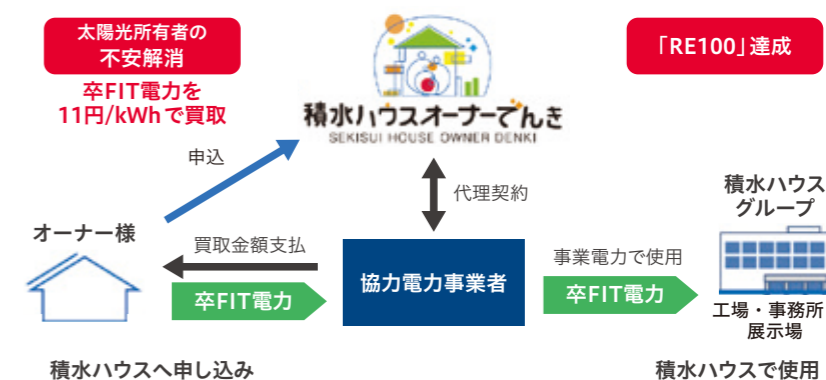 太陽光所有者の
不安解消
卒FIT電力を
11円/kWhで買取
積水ハウスオーナーでんき
SEKISUI HOUSE OWNER DENKI
「RE100」達成
申込
代理契約
オーナー様
買取金額支払
卒FIT電力
協力電力事業者
事業電力で使用
卒FIT電力
積水ハウス
グループ
工場・事務所
展示場
積水ハウスへ申し込み
積水ハウスで使用